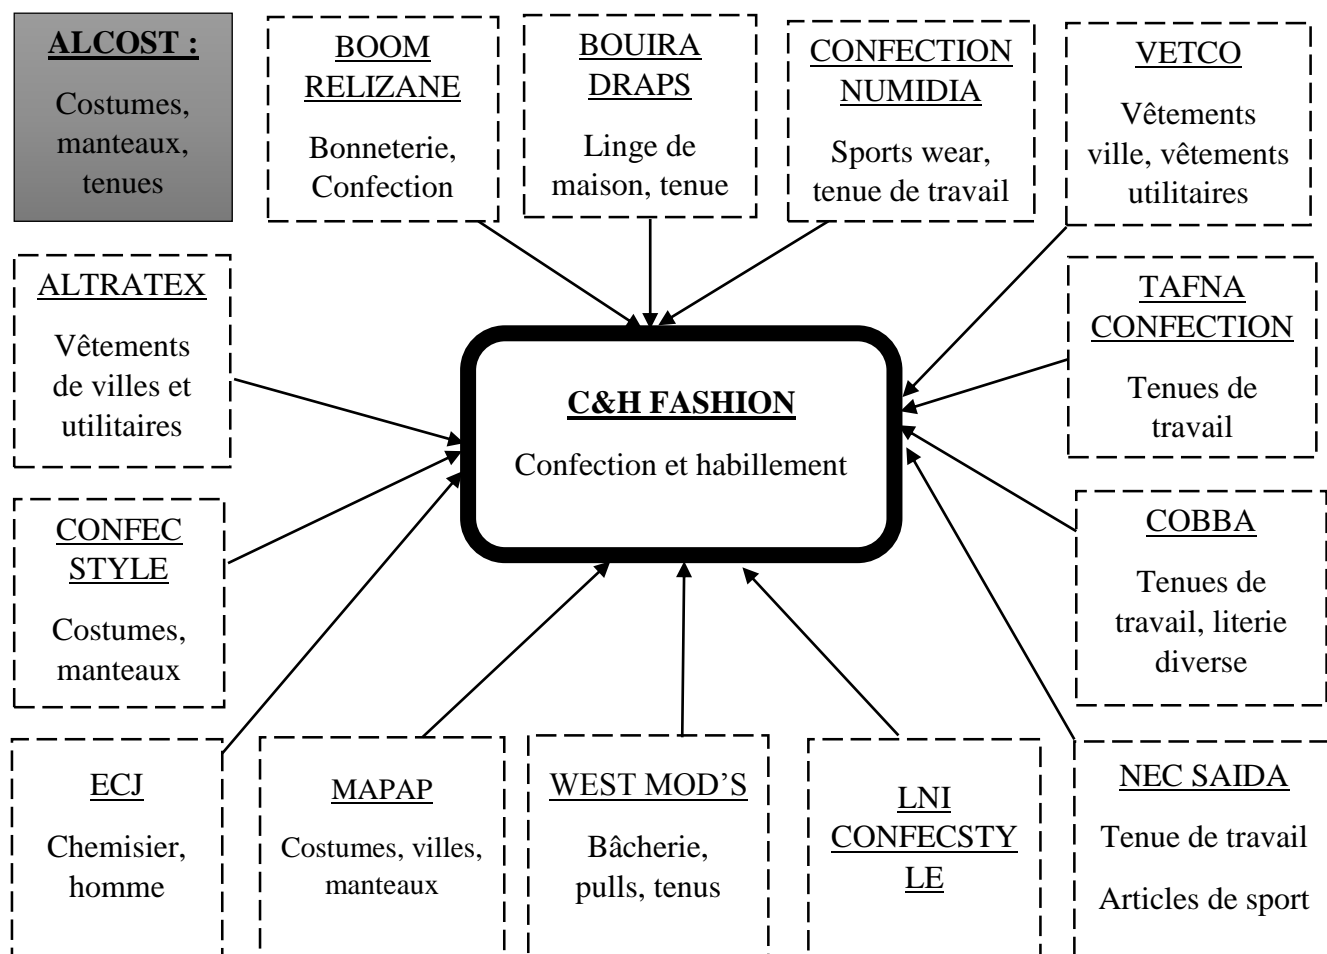 ALCOST :
Costumes,
manteaux,
tenues
BOOM
RELIZANE
Bonneterie,
Confection
BOUIRA
DRAPS
Linge de
maison, tenue
CONFECTION
NUMIDIA
Sports wear,
tenue de travail
VETCO
Vêtements
ville, vêtements
utilitaires
ALTRATEX
Vêtements
de villes et
utilitaires
C&H FASHION
Confection et habillement
TAFNA
CONFECTION
Tenues de
travail
CONFEC
STYLE
Costumes,
manteaux
COBBA
Tenues de
travail, literie
diverse
ECJ
Chemisier,
homme
MAPAP
Costumes, villes,
manteaux
WEST MOD’S
Bâcherie,
pulls, tenus
LNI
CONFECSTY
LE
NEC SAIDA
Tenue de travail
Articles de sport